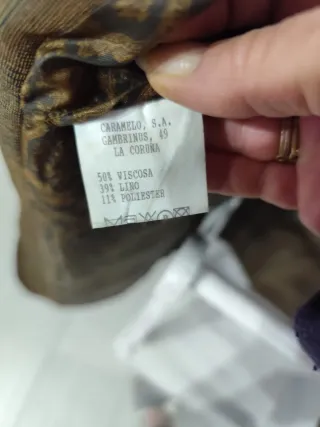 CARAMELO, S.A.
GAMBRINUS, 49
LA CORUÑA
50% VISCOSA
39% LINO
11% POLIESTER